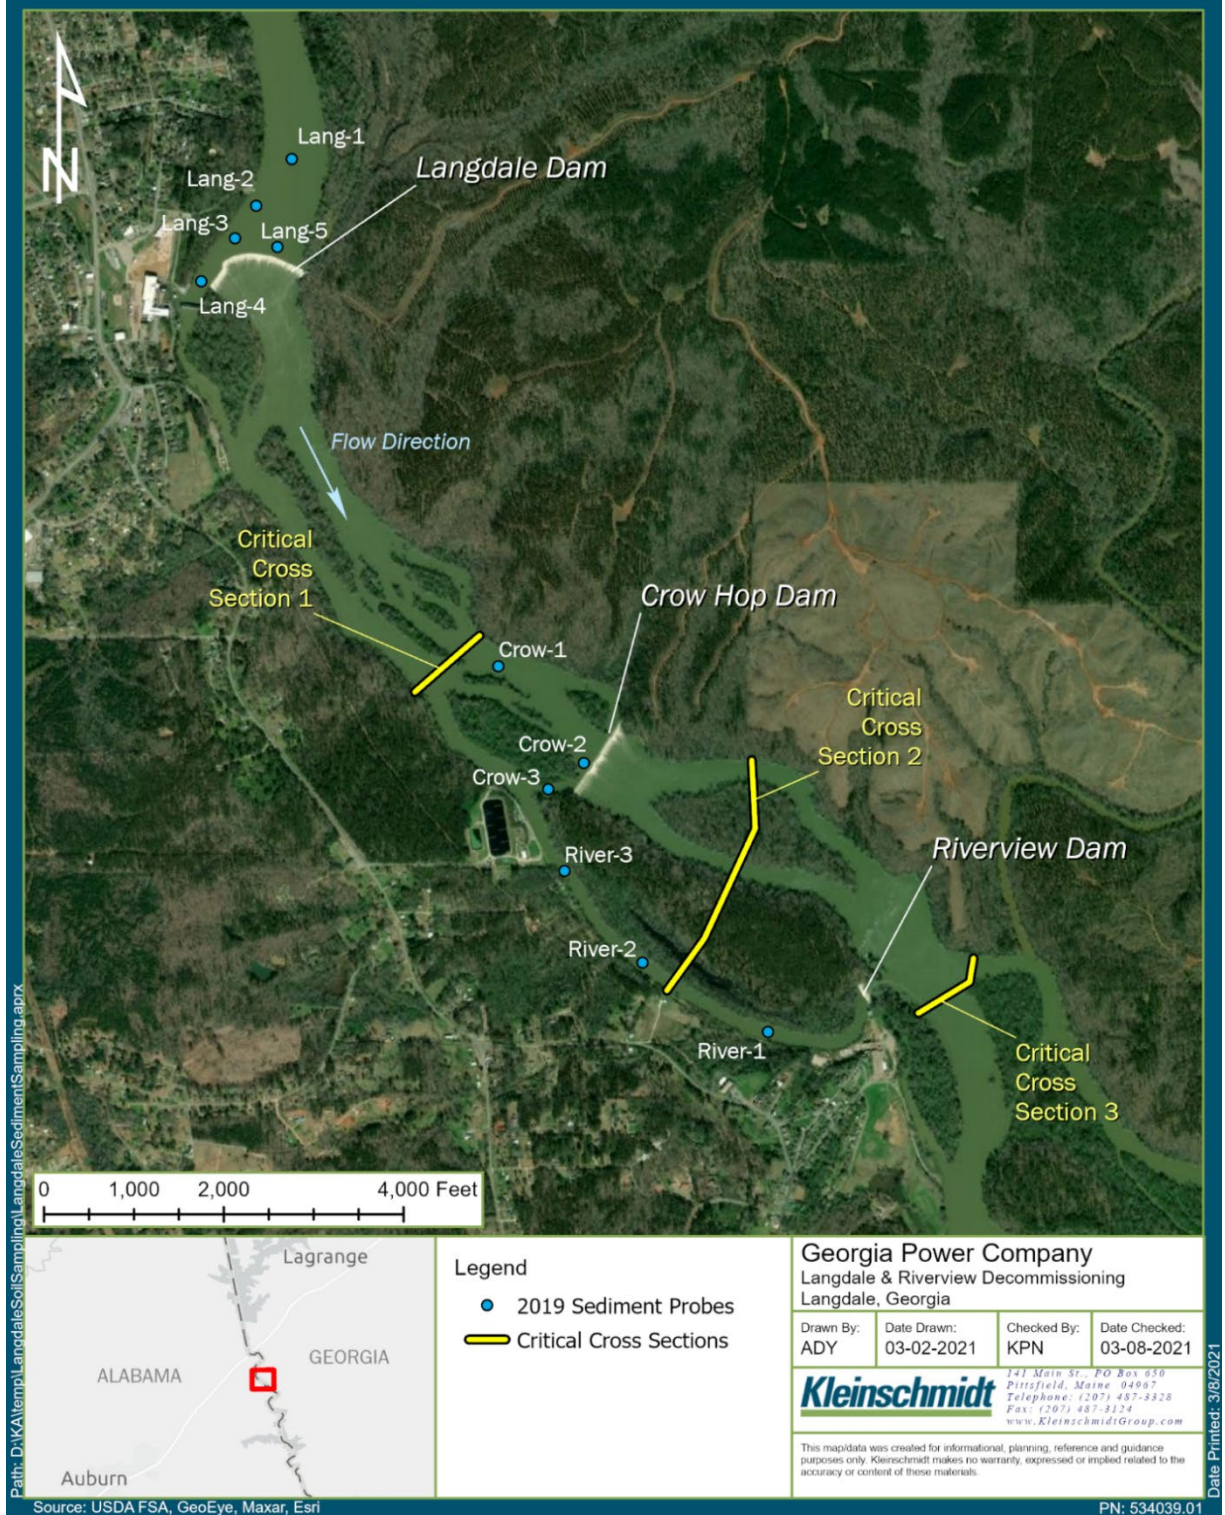 N
Lang-1
Langdale Dam
Lang-2
Lang-3
Lang-5
Lang-4
Flow Direction
Critical
Cross
Section 1
Crow Hop Dam
Crow-1
Critical
Cross
Section 2
Crow-2
Crow-3
Riverview Dam
River-3
River-2
River-1
Critical
Cross
Section 3
0 1,000 2,000 4,000 Feet
Lagrange
ALABAMA
GEORGIA
Auburn
Legend
2019 Sediment Probes
Critical Cross Sections
Georgia Power Company
Langdale & Riverview Decommissioning
Langdale, Georgia
Drawn By:
ADY
Date Drawn:
03-02-2021
Checked By:
KPN
Date Checked:
03-08-2021
Kleinschmidt
141 Main St., PO Box 650
Pittsfield, Maine 04967
Telephone: (207) 487-3328
Fax: (207) 487-3124
www.KleinschmidtGroup.com
This map/data was created for informational, planning, reference and guidance
purposes only. Kleinschmidt makes no warranty, expressed or implied related to the
accuracy or content of these materials.
Path: D:\KA\temp\LangdaleSoilSampling\LangdaleSedimentSampling.aprx
Date Printed: 3/8/2021
Source: USDA FSA, GeoEye, Maxar, Esri
PN: 534039.01